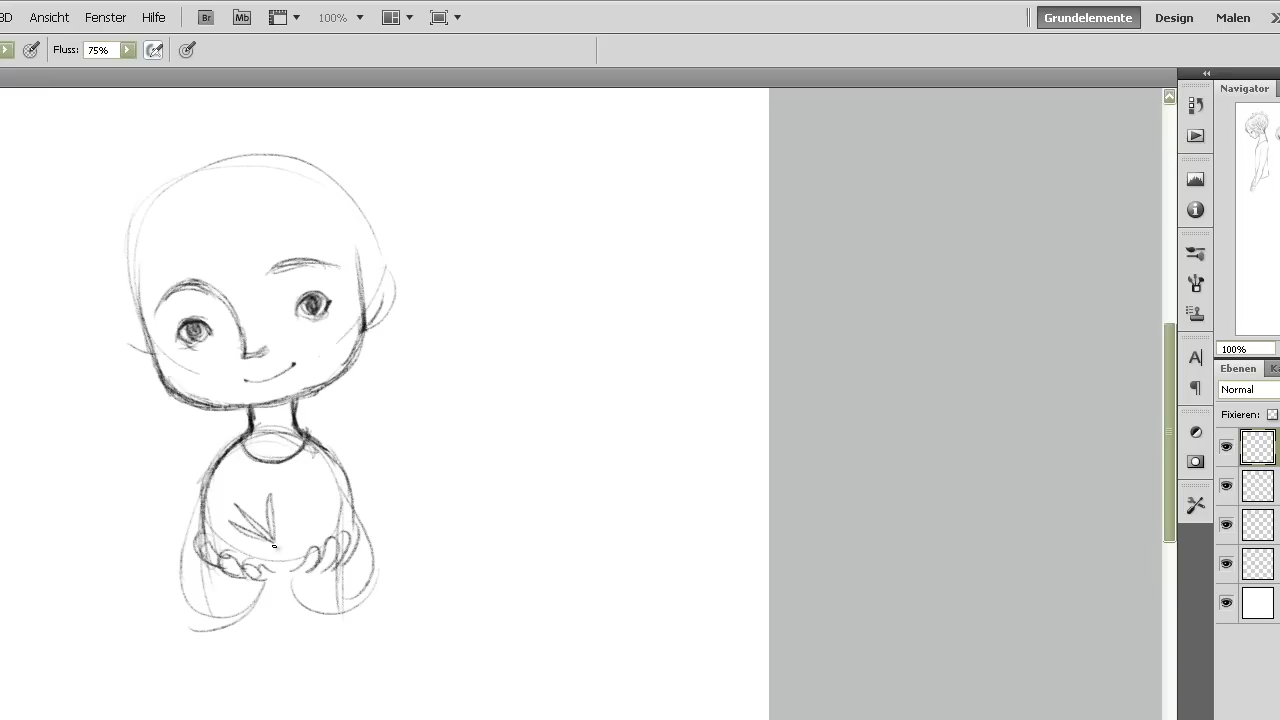 3D Ansicht Fenster Hilfe Br Mb 100% Grundelemente Design Malen
Fluss: 75%
Navigator
100%
Ebenen
Normal
Fixieren: